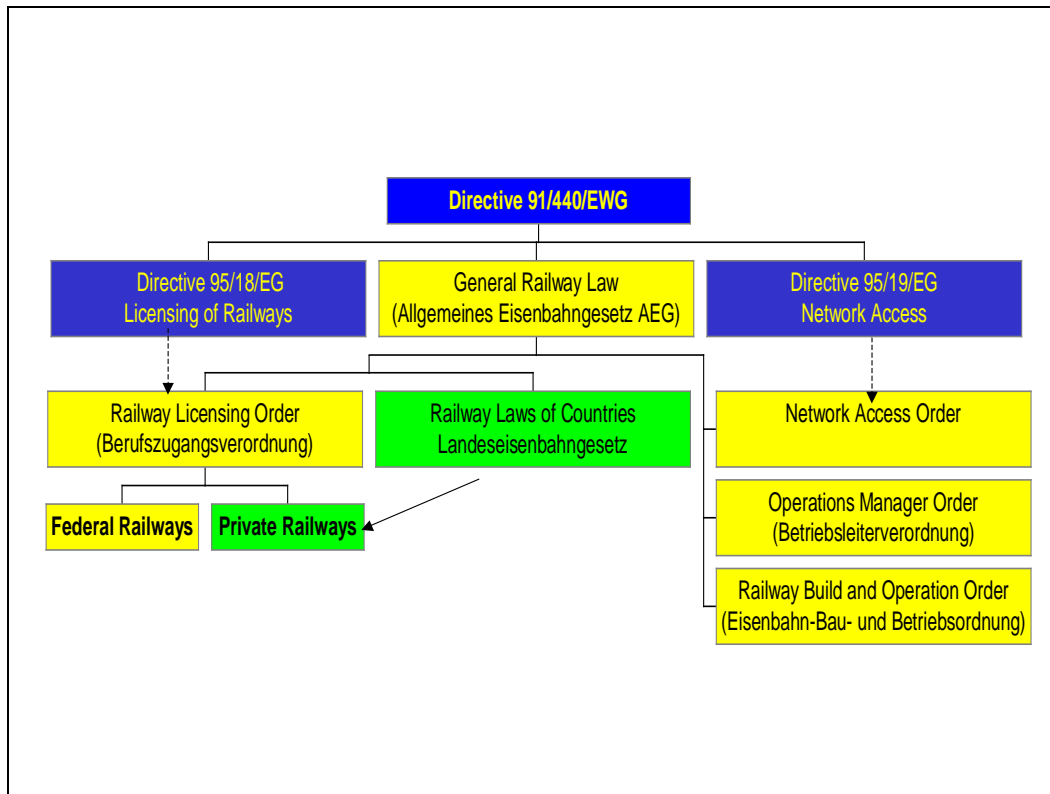 Directive 91/440/EWG
Directive 95/18/EG
Licensing of Railways
General Railway Law
(Allgemeines Eisenbahngesetz AEG)
Directive 95/19/EG
Network Access
Railway Licensing Order
(Berufszugangsverordnung)
Railway Laws of Countries
Landeseisenbahngesetz
Network Access Order
Federal Railways
Private Railways
Operations Manager Order
(Betriebsleiterverordnung)
Railway Build and Operation Order
(Eisenbahn-Bau- und Betriebsordnung)